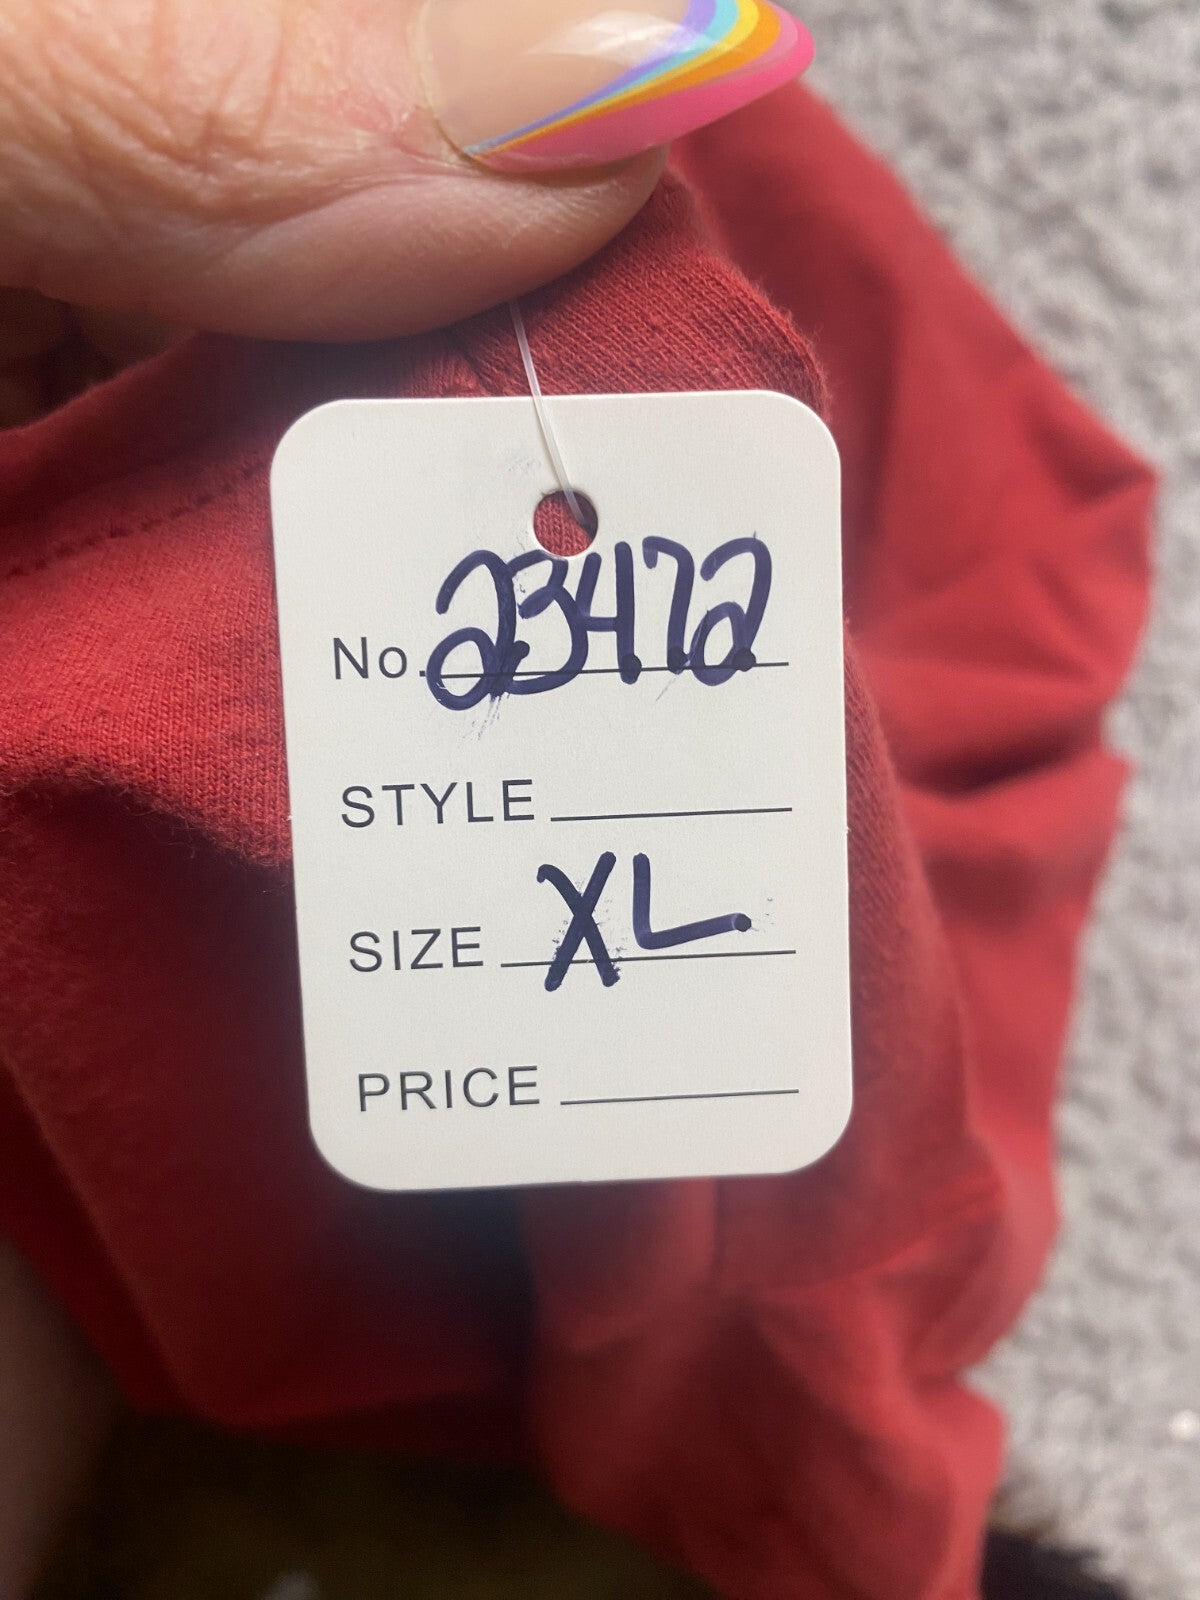 No. 23472
STYLE
SIZE XL
PRICE